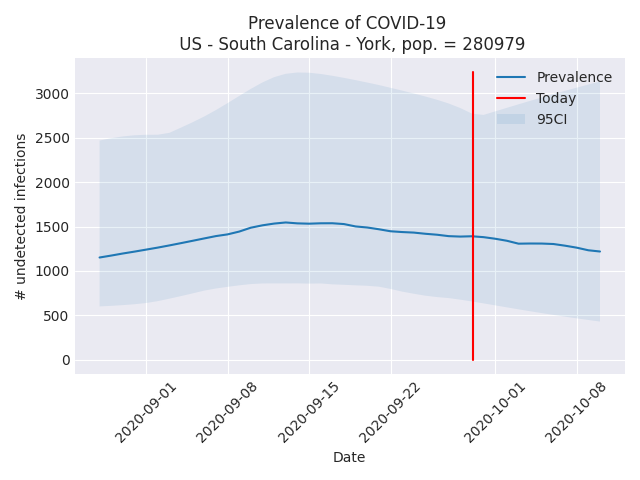 Prevalence of COVID-19
US - South Carolina - York, pop. = 280979
Prevalence
Today
95CI
3000
2500
2000
1500
1000
500
0
# undetected infections
2020-09-01
2020-09-08
2020-09-15
2020-09-22
2020-10-01
2020-10-08
Date